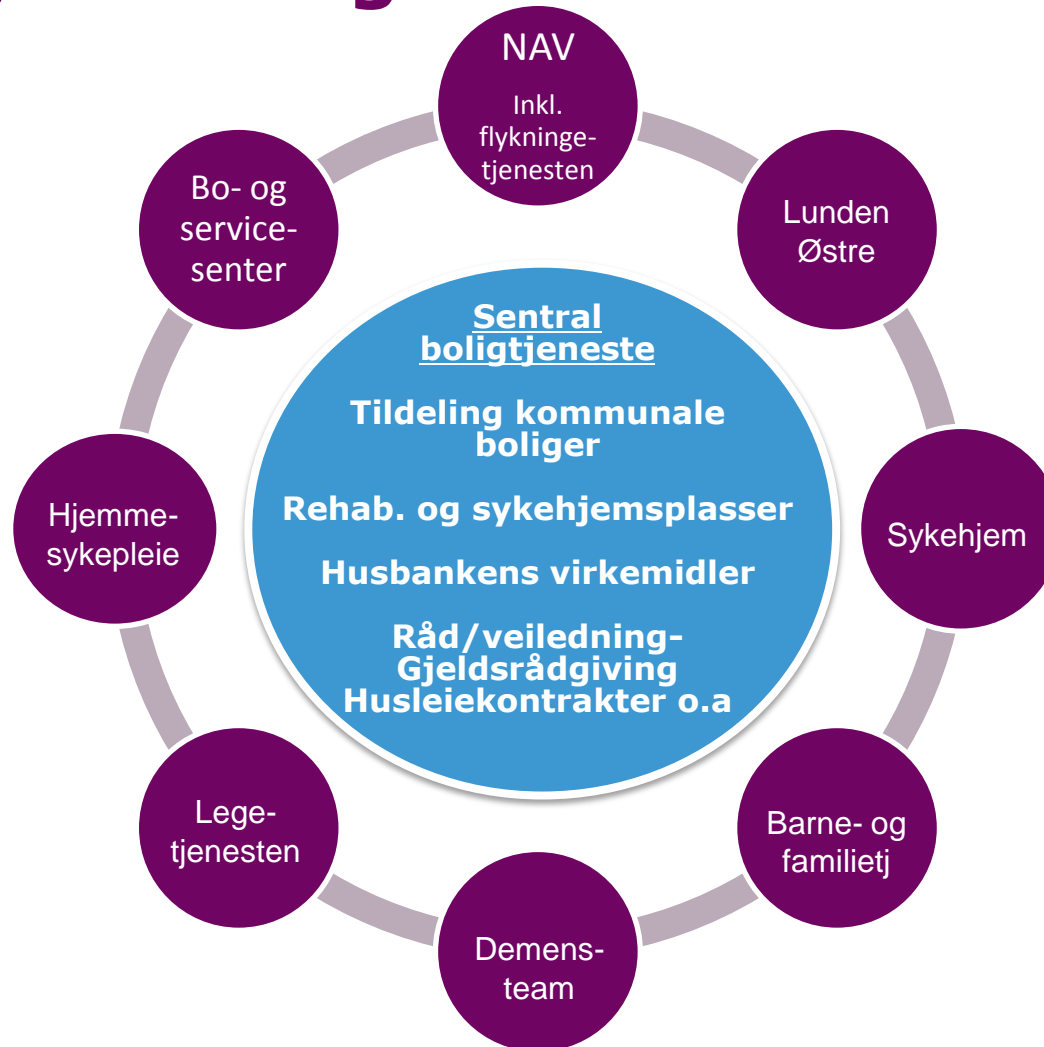 NAV
Inkl.
flykninge-
tjenesten
Lunden
Østre
Sykehjem
Barne- og
familietj
Demens-
team
Lege-
tjenesten
Hjemme-
sykepleie
Bo- og
service-
senter
Sentral
boligtjeneste
Tildeling kommunale
boliger
Rehab. og sykehjemsplasser
Husbankens virkemidler
Råd/veiledning-
Gjeldsrådgiving
Husleiekontrakter o.a